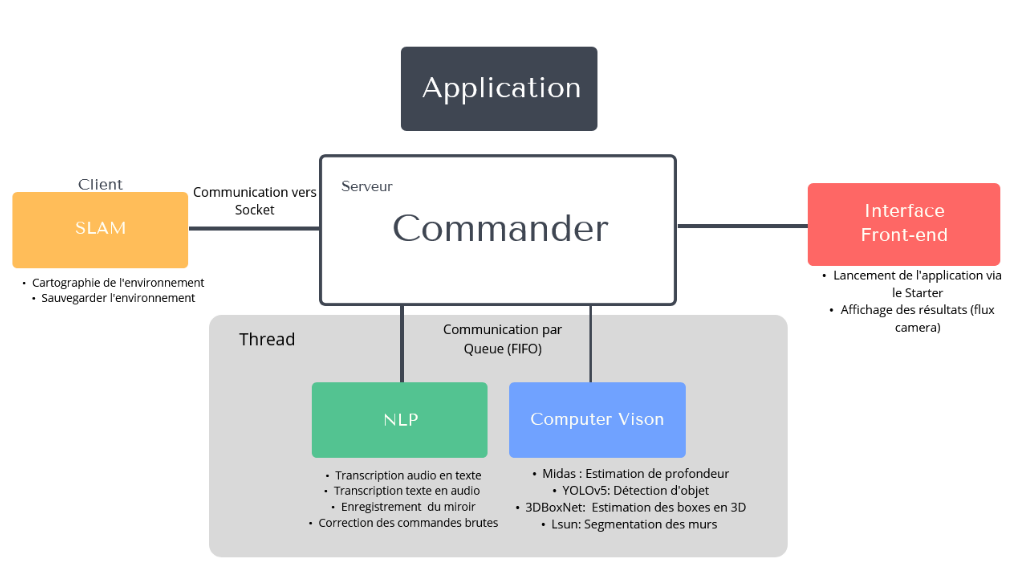 Application
Client
SLAM
• Cartographie de l'environnement
• Sauvegarder l'environnement
Communication vers
Socket
Serveur
Commander
Interface
Front-end
• Lancement de l'application via
le Starter
• Affichage des résultats (flux
camera)
Thread
Communication par
Queue (FIFO)
NLP
• Transcription audio en texte
• Transcription texte en audio
• Enregistrement du miroir
• Correction des commandes brutes
Computer Vison
• Midas : Estimation de profondeur
• YOLOv5: Détection d'objet
• 3DBoxNet: Estimation des boxes en 3D
• Lsun: Segmentation des murs